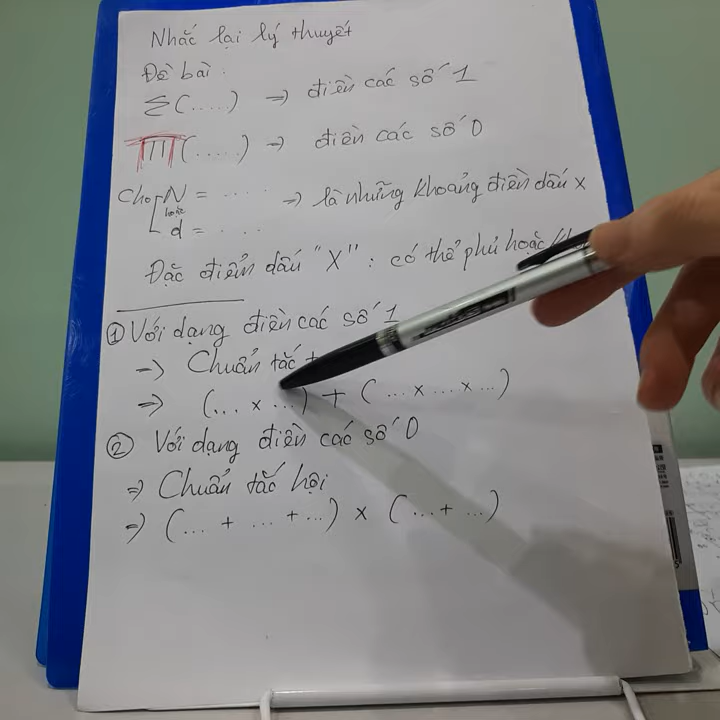 Nhắc lại lý thuyết
Đề bài :
Σ(.....) => điền các số 1
Π(.....) => điền các số 0
Cho N = ..... => là những khoảng điền dấu x
hoặc
d = ....
Đặc điểm dấu "X" : có thể phủ hoặc
① Với dạng điền các số 1
=> Chuẩn tắc
=> (... x ...) + (... x ... x ...)
② Với dạng điền các số 0
=> Chuẩn tắc hội
=> (... + ... + ...) x (... + ...)